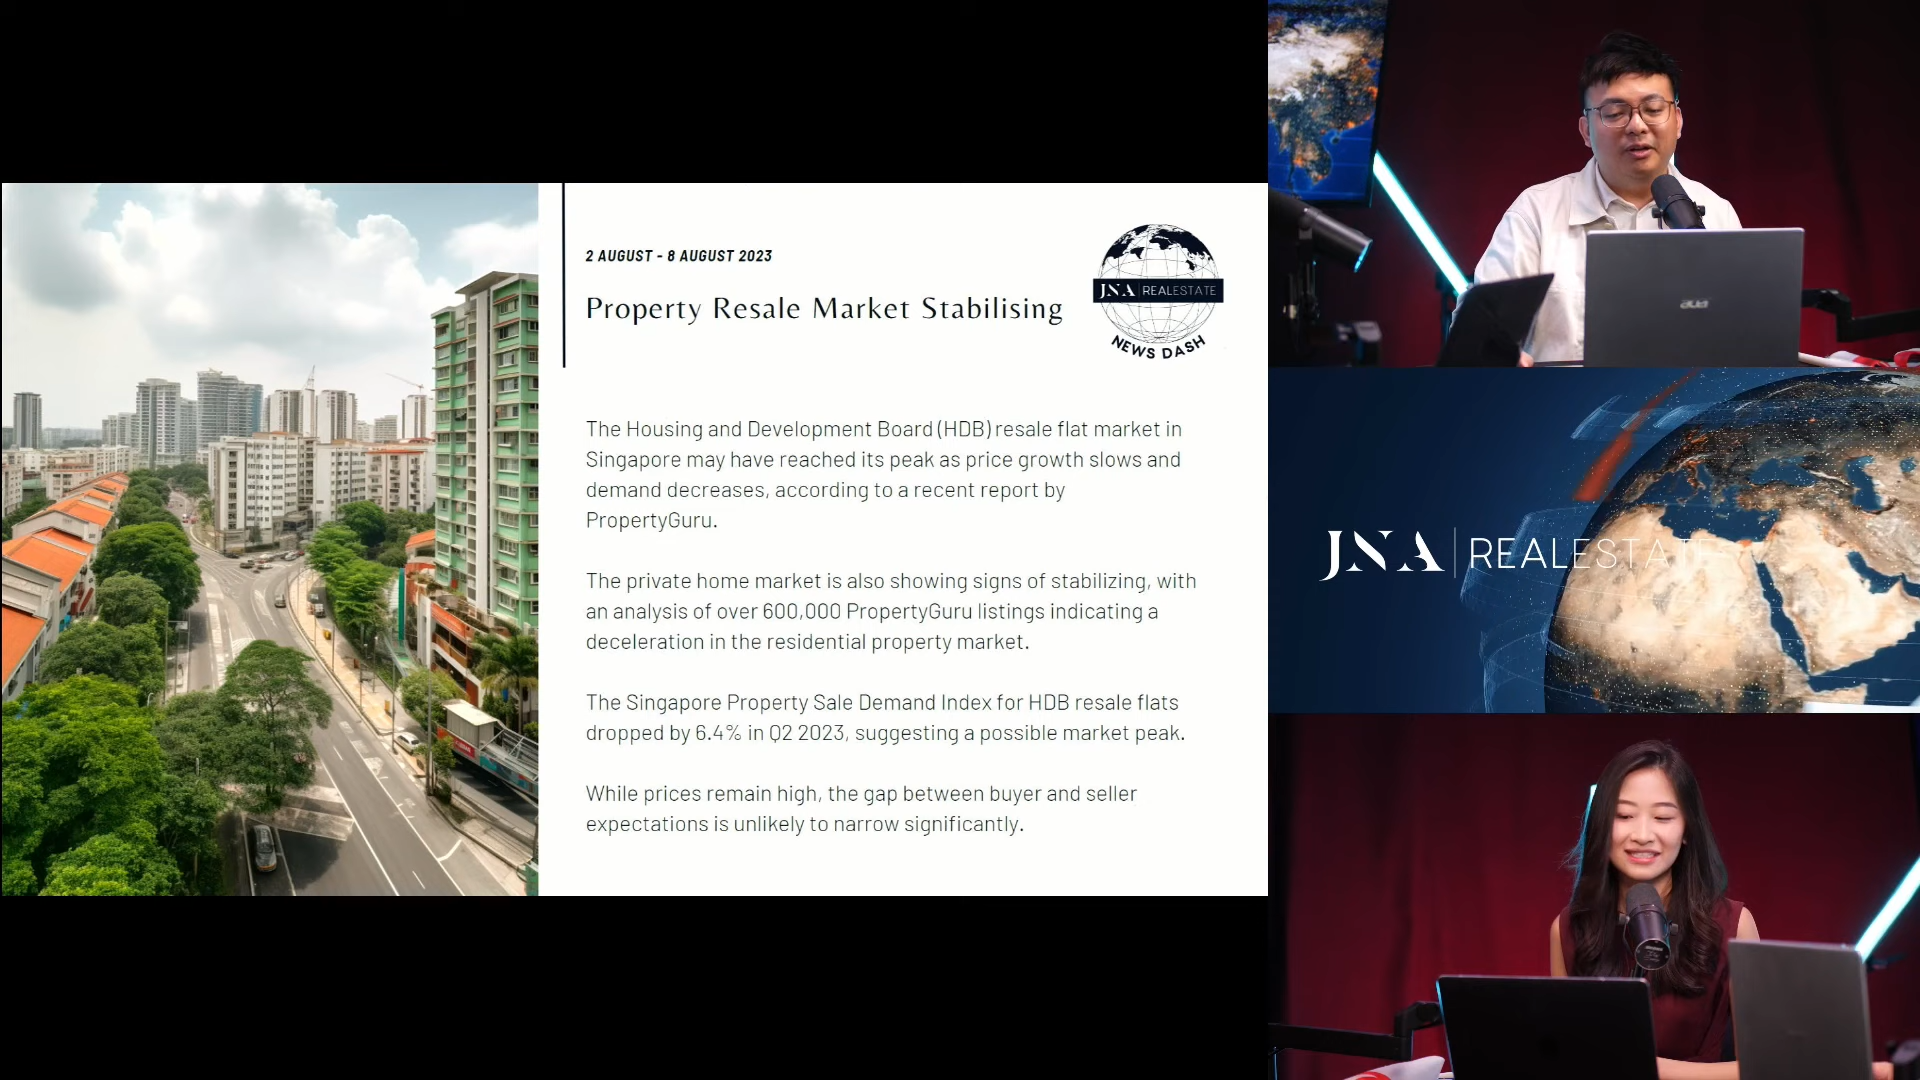 2 AUGUST - 8 AUGUST 2023
Property Resale Market Stabilising
JNA | REALESTATE
NEWS DASH
The Housing and Development Board (HDB) resale flat market in
Singapore may have reached its peak as price growth slows and
demand decreases, according to a recent report by
PropertyGuru.
The private home market is also showing signs of stabilizing, with
an analysis of over 600,000 PropertyGuru listings indicating a
deceleration in the residential property market.
The Singapore Property Sale Demand Index for HDB resale flats
dropped by 6.4% in Q2 2023, suggesting a possible market peak.
While prices remain high, the gap between buyer and seller
expectations is unlikely to narrow significantly.
acer
JNA | REALESTATE